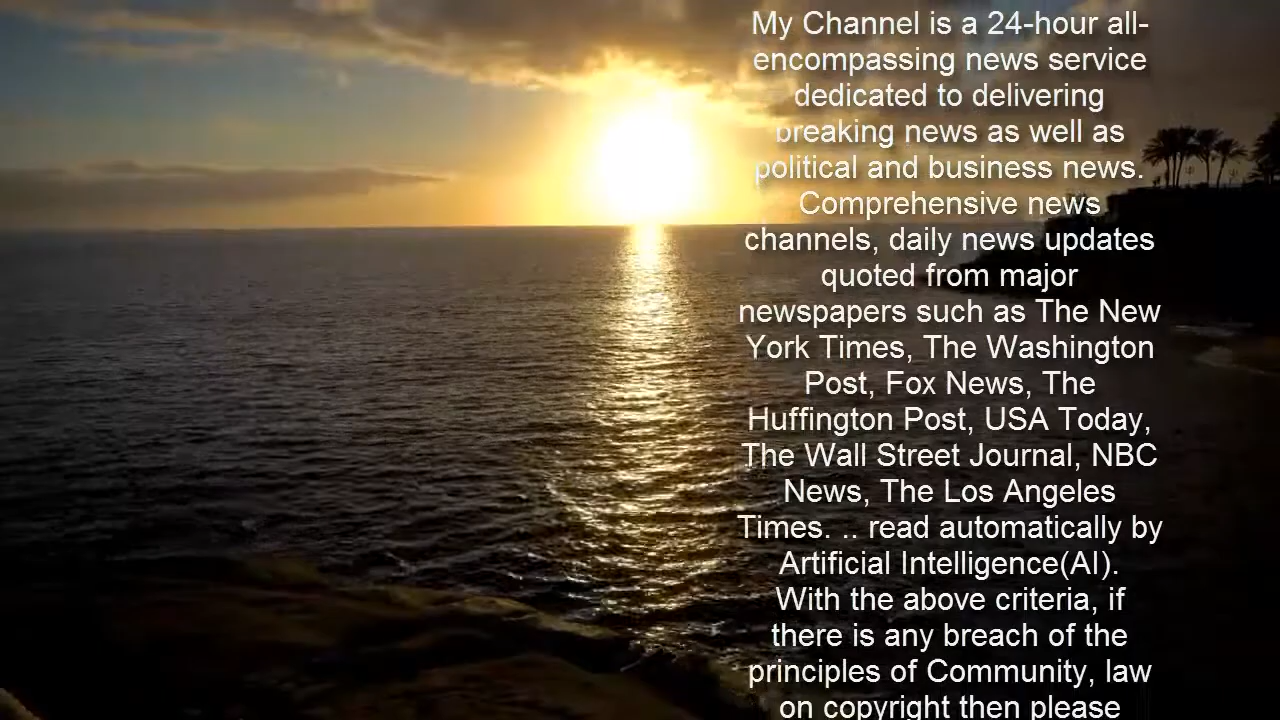 My Channel is a 24-hour all-
encompassing news service
dedicated to delivering
breaking news as well as
political and business news.
Comprehensive news
channels, daily news updates
quoted from major
newspapers such as The New
York Times, The Washington
Post, Fox News, The
Huffington Post, USA Today,
The Wall Street Journal, NBC
News, The Los Angeles
Times. .. read automatically by
Artificial Intelligence(AI).
With the above criteria, if
there is any breach of the
principles of Community, law
on copyright then please